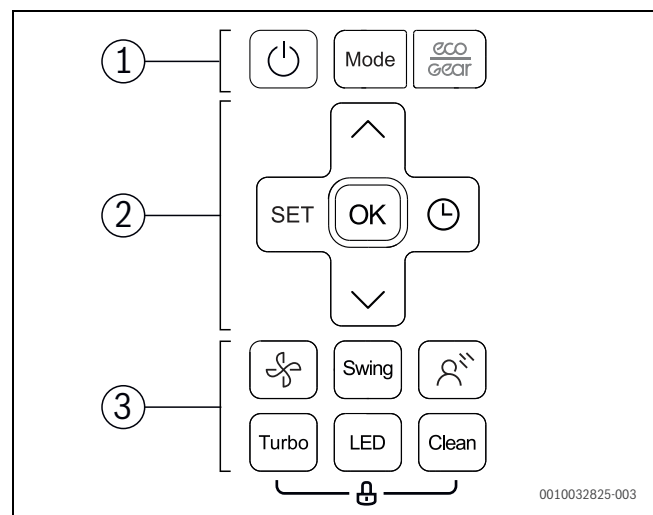 1
Mode
eco
Gear
2
SET
OK
3
Swing
Turbo
LED
Clean
0010032825-003